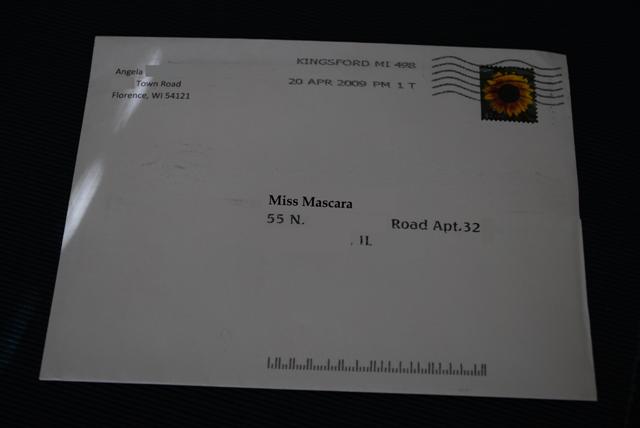 Angela
Town Road
Florence, WI 54121
KINGSFORD MI 498
20 APR 2009 PM 1 T
Miss Mascara
55 N. Road Apt.32
, IL